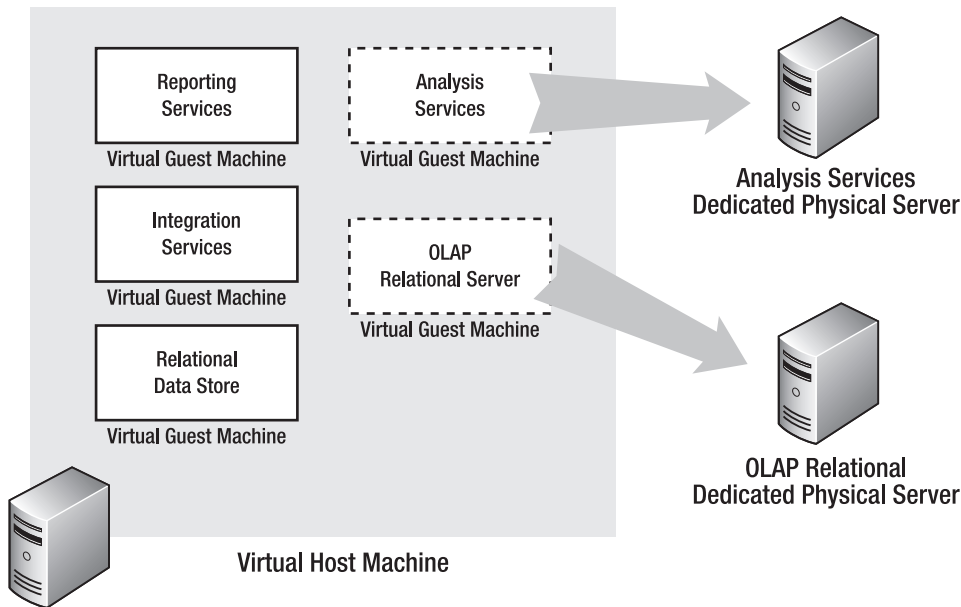 Reporting
Services
Virtual Guest Machine
Integration
Services
Virtual Guest Machine
Relational
Data Store
Virtual Guest Machine
Analysis
Services
Virtual Guest Machine
OLAP
Relational Server
Virtual Guest Machine
Analysis Services
Dedicated Physical Server
OLAP Relational
Dedicated Physical Server
Virtual Host Machine